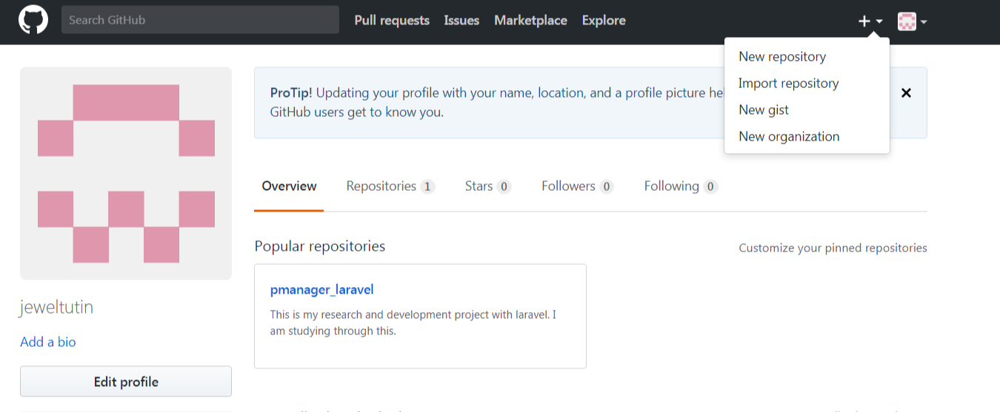 Search GitHub
Pull requests
Issues
Marketplace
Explore
New repository
Import repository
New gist
New organization
ProTip! Updating your profile with your name, location, and a profile picture
GitHub users get to know you.
Overview
Repositories 1
Stars 0
Followers 0
Following 0
Popular repositories
Customize your pinned repositories
pmanager_laravel
This is my research and development project with laravel. I
am studying through this.
jeweltutin
Add a bio
Edit profile